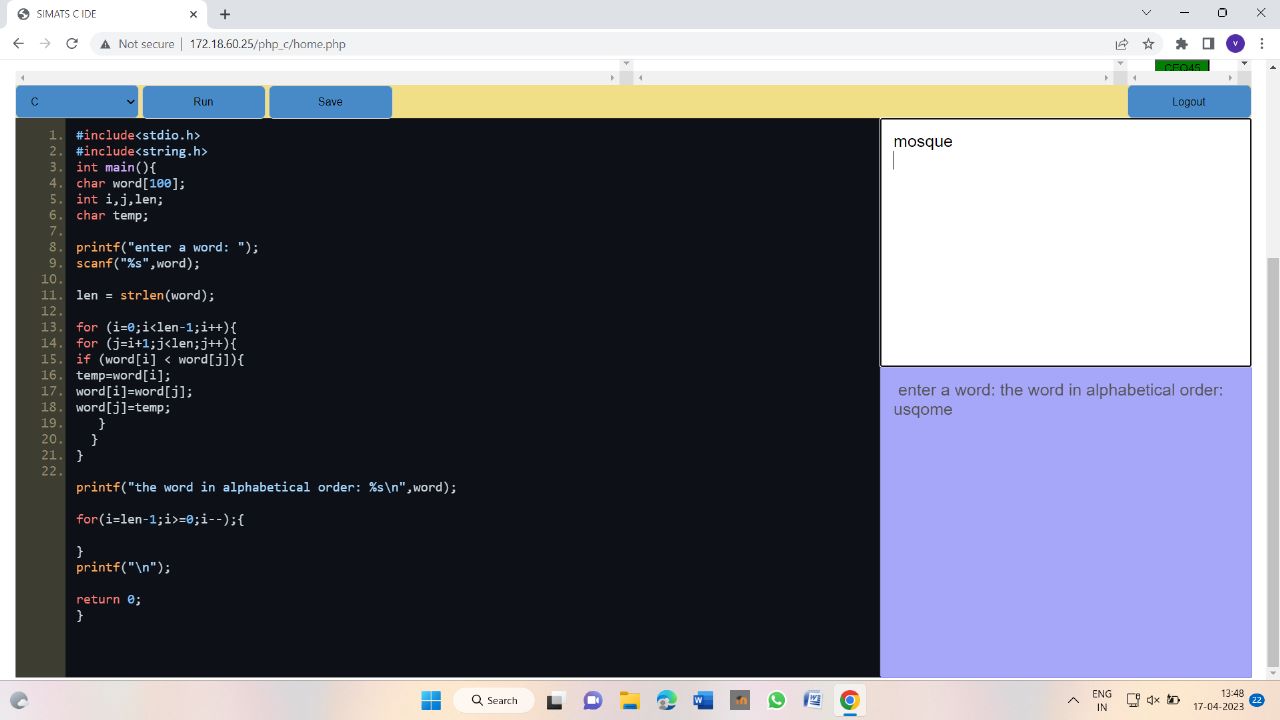 SIMATS C IDE
Not secure
172.18.60.25/php_c/home.php
V
C
Run
Save
Logout
1. #include<stdio.h>
2. #include<string.h>
3. int main(){
4. char word[100];
5. int i,j,len;
6. char temp;
7.
8. printf("enter a word: ");
9. scanf("%s",word);
10.
11. len = strlen(word);
12.
13. for (i=0;i<len-1;i++){
14. for (j=i+1;j<len;j++){
15. if (word[i] < word[j]){
16. temp=word[i];
17. word[i]=word[j];
18. word[j]=temp;
19. }
20. }
21. }
22.
printf("the word in alphabetical order: %s\n",word);
for(i=len-1;i>=0;i--);{
}
printf("\n");
return 0;
}
mosque
enter a word: the word in alphabetical order:
usqome
Search
ENG
IN
13:48
17-04-2023
22